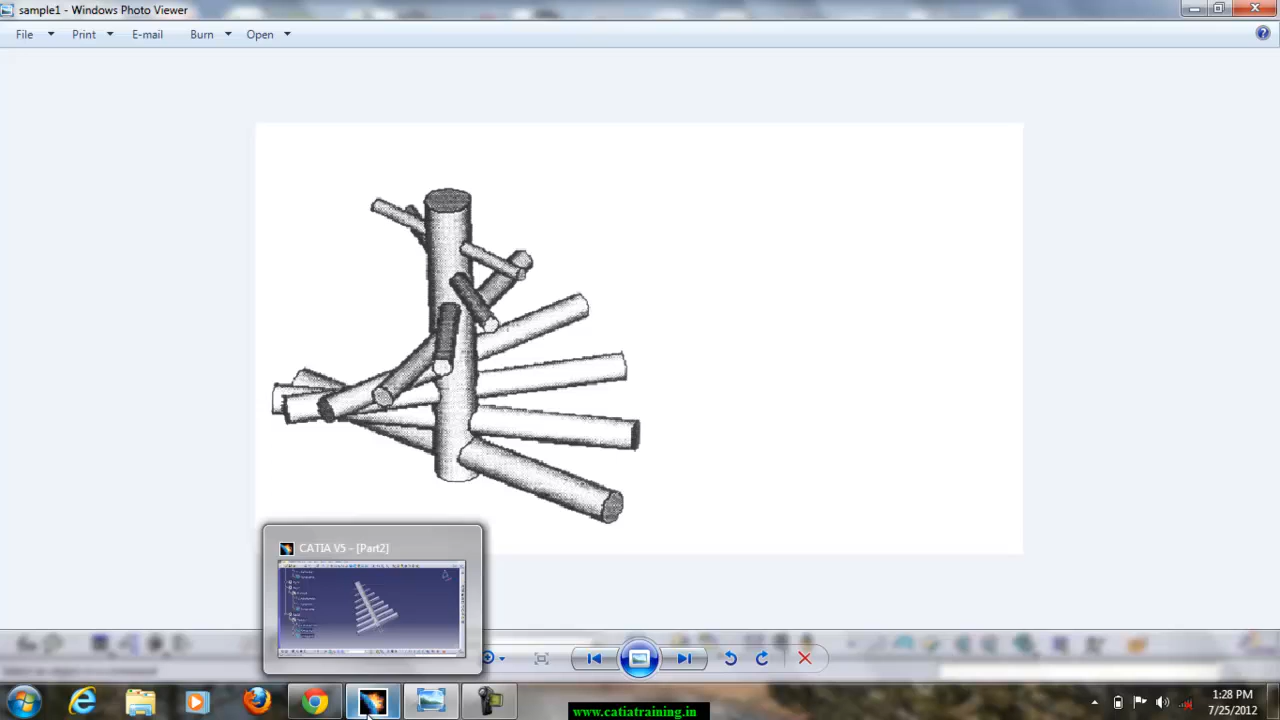 sample1 - Windows Photo Viewer
File Print E-mail Burn Open
CATIA V5 - [Part2]
1:28 PM
7/25/2012
www.catiatraining.in